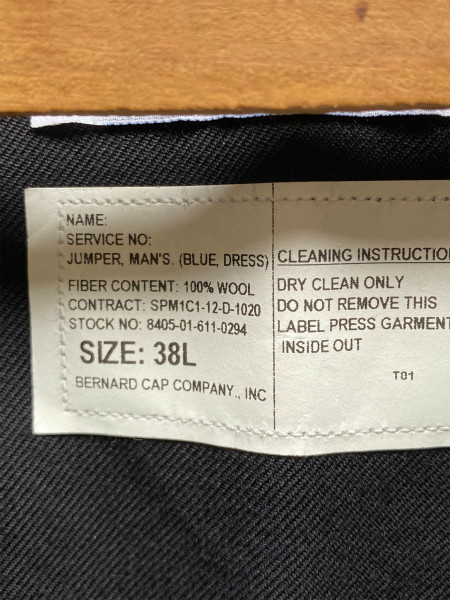 NAME:
SERVICE NO:
JUMPER, MAN'S. (BLUE, DRESS)
FIBER CONTENT: 100% WOOL
CONTRACT: SPM1C1-12-D-1020
STOCK NO: 8405-01-611-0294
SIZE: 38L
BERNARD CAP COMPANY., INC
CLEANING INSTRUCTION
DRY CLEAN ONLY
DO NOT REMOVE THIS
LABEL PRESS GARMENT
INSIDE OUT
T01